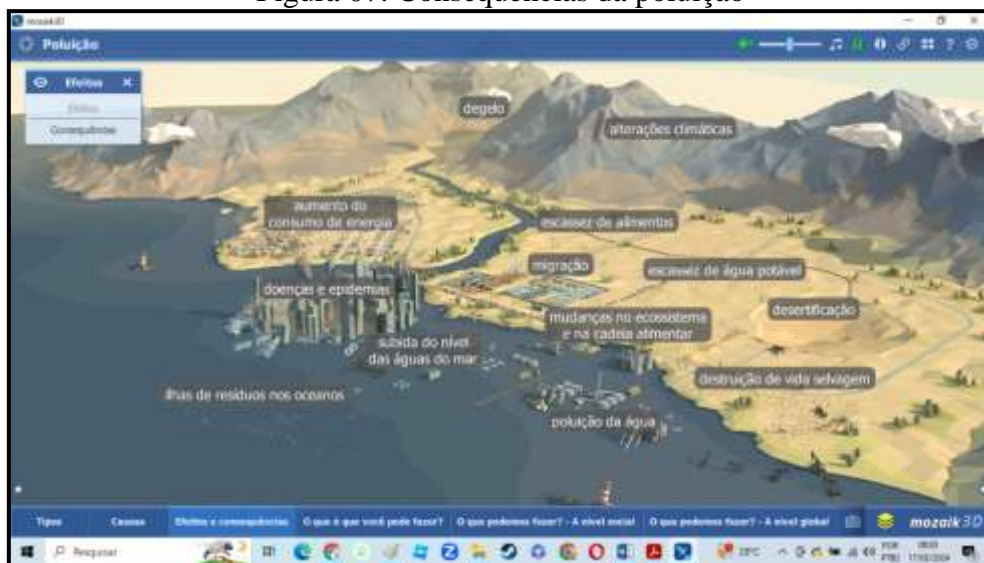 Figura 07: Consequências da poluição
mozaik3D
Poluição
Efeitos
Efeitos
Consequências
degelo
alterações climáticas
aumento do
consumo de energia
escassez de alimentos
migração
escassez de água potável
doenças e epidemias
desertificação
mudanças no ecossistema
e na cadeia alimentar
subida do nível
das águas do mar
destruição de vida selvagem
ilhas de resíduos nos oceanos
poluição da água
Tipos
Causas
Efeitos e consequências
O que é que você pode fazer?
O que podemos fazer? - A nível social
O que podemos fazer? - A nível global
mozaik3D
Pesquisar
POR
PTB2